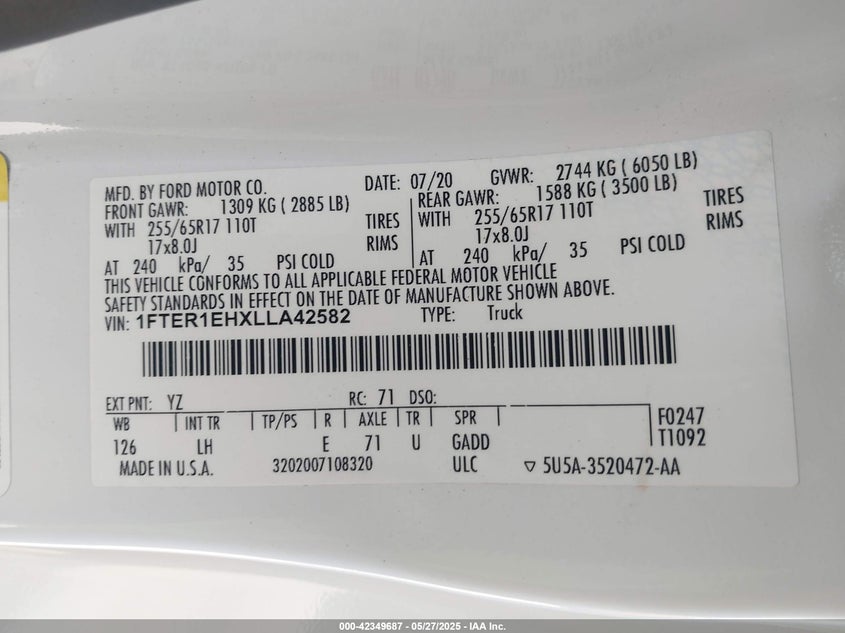 MFD. BY FORD MOTOR CO. DATE: 07/20 GVWR: 2744 KG ( 6050 LB)
FRONT GAWR: 1309 KG ( 2885 LB) REAR GAWR: 1588 KG ( 3500 LB)
WITH 255/65R17 110T TIRES WITH 255/65R17 110T TIRES
17x8.0J RIMS 17x8.0J RIMS
AT 240 kPa/ 35 PSI COLD AT 240 kPa/ 35 PSI COLD
THIS VEHICLE CONFORMS TO ALL APPLICABLE FEDERAL MOTOR VEHICLE
SAFETY STANDARDS IN EFFECT ON THE DATE OF MANUFACTURE SHOWN ABOVE.
VIN: 1FTER1EHXLLA42582 TYPE: Truck
EXT PNT: YZ RC: 71 DSO:
WB INT TR TP/PS R AXLE TR SPR F0247
126 LH E 71 U GADD T1092
MADE IN U.S.A. 3202007108320 ULC ▽ 5U5A-3520472-AA
000-42349687 - 05/27/2025 - IAA Inc.